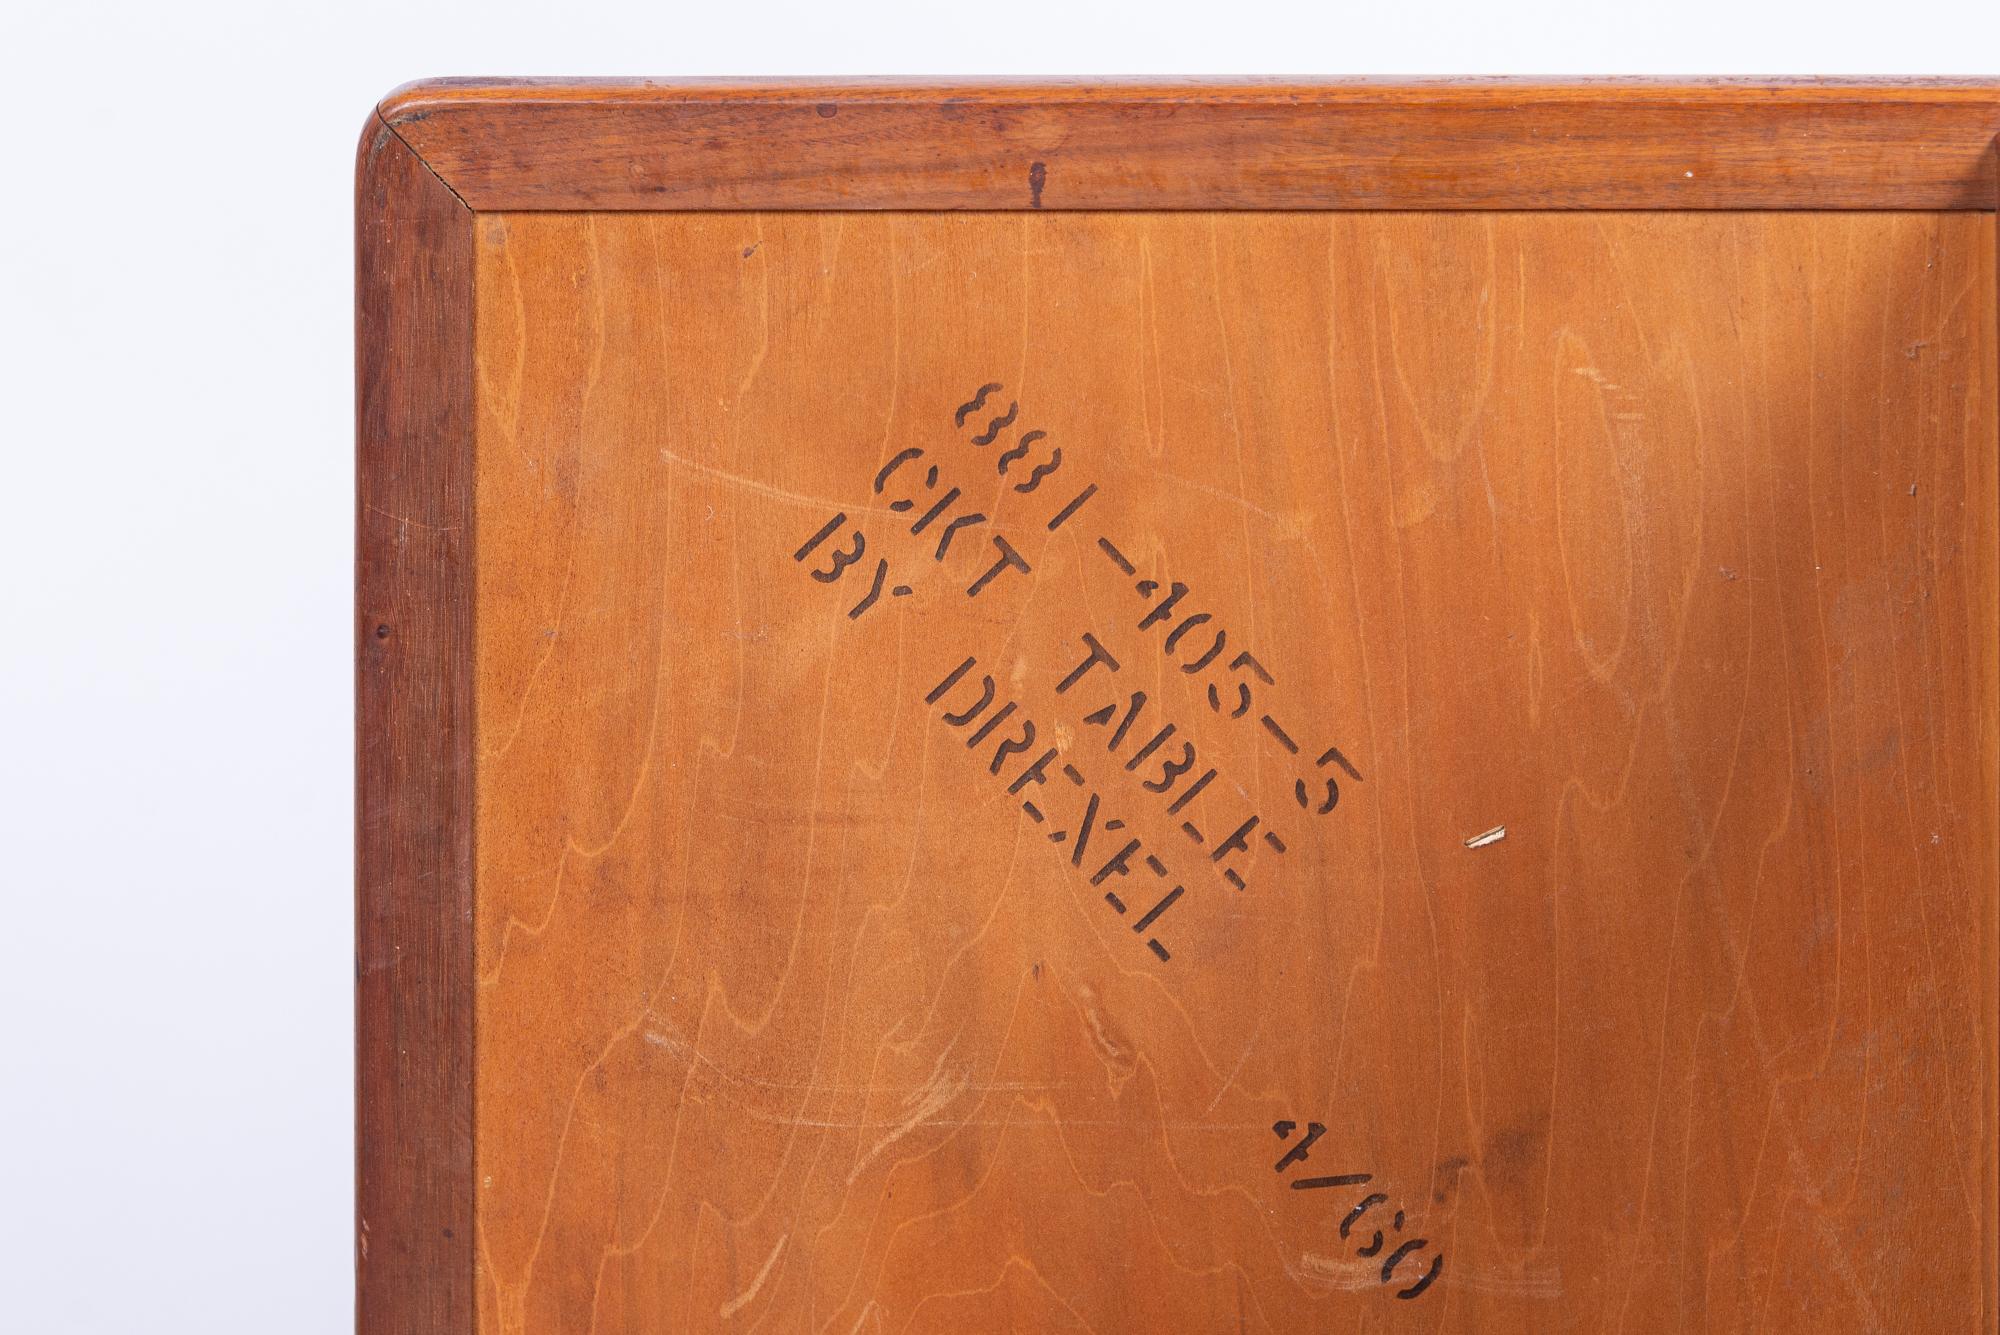 881-405-5
CKT TABLE
BY DREXEL
4/60